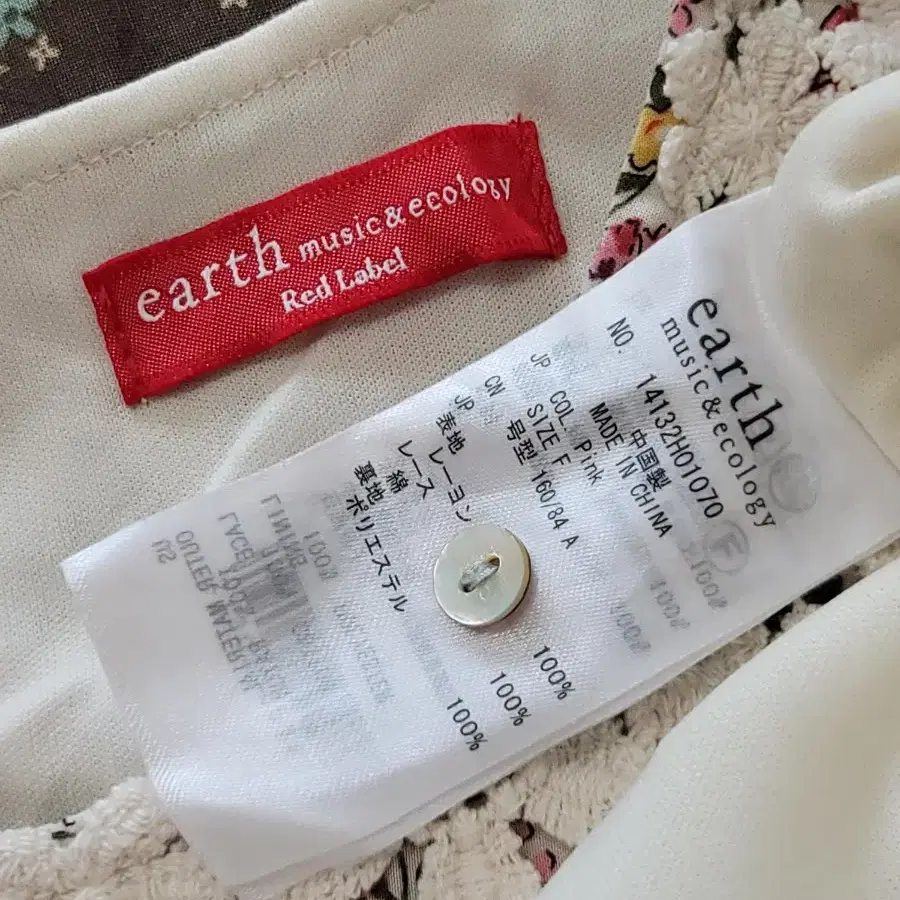 earth music & ecology
Red Label
earth
music & ecology
NO. 14132H01070
中国製
MADE IN CHINA
JP COL. Pink
SIZE F
CN 号型 160/84 A
JP
表地 レーヨン 100%
レース 綿 100%
裏地 ポリエステル 100%
F